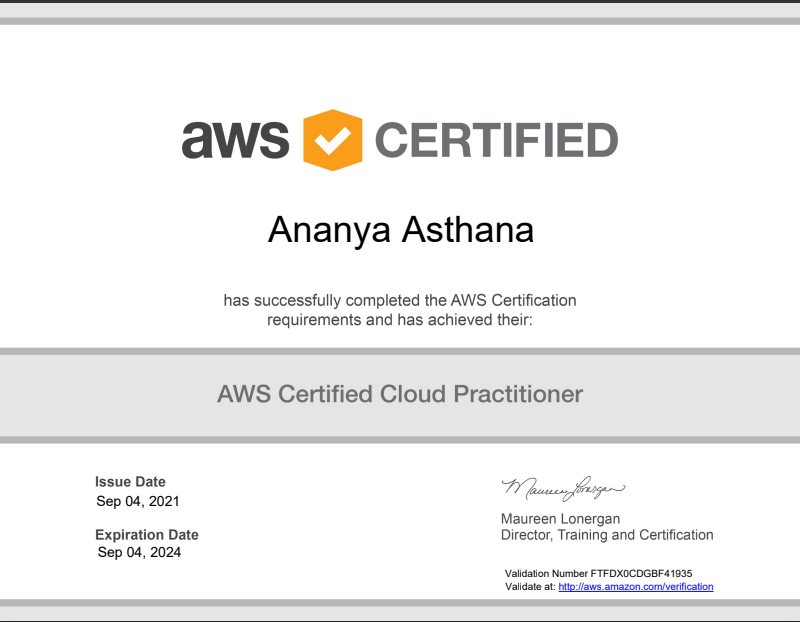 aws CERTIFIED
Ananya Asthana
has successfully completed the AWS Certification
requirements and has achieved their:
AWS Certified Cloud Practitioner
Issue Date
Sep 04, 2021
Expiration Date
Sep 04, 2024
Maureen Lonergan
Maureen Lonergan
Director, Training and Certification
Validation Number FTFDX0CDGBF41935
Validate at: http://aws.amazon.com/verification